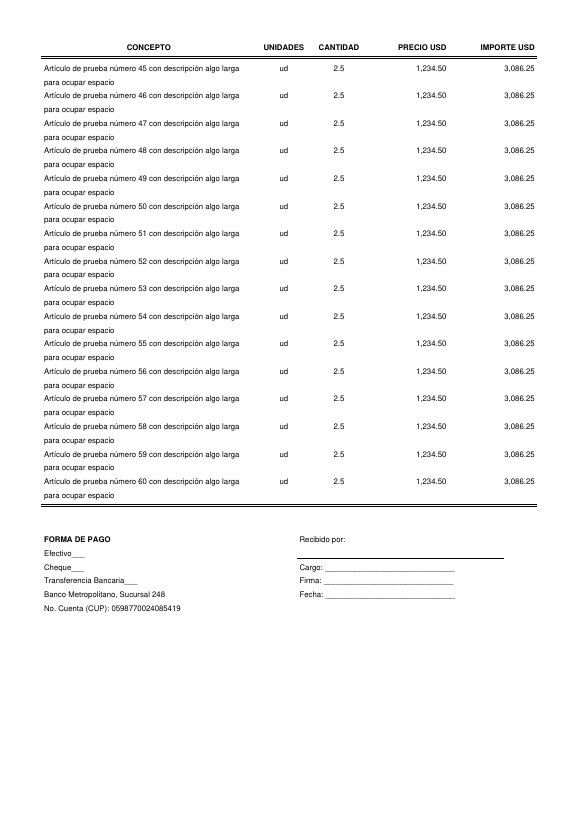 CONCEPTO UNIDADES CANTIDAD PRECIO USD IMPORTE USD
Artículo de prueba número 45 con descripción algo larga ud 2.5 1,234.50 3,086.25
para ocupar espacio
Artículo de prueba número 46 con descripción algo larga ud 2.5 1,234.50 3,086.25
para ocupar espacio
Artículo de prueba número 47 con descripción algo larga ud 2.5 1,234.50 3,086.25
para ocupar espacio
Artículo de prueba número 48 con descripción algo larga ud 2.5 1,234.50 3,086.25
para ocupar espacio
Artículo de prueba número 49 con descripción algo larga ud 2.5 1,234.50 3,086.25
para ocupar espacio
Artículo de prueba número 50 con descripción algo larga ud 2.5 1,234.50 3,086.25
para ocupar espacio
Artículo de prueba número 51 con descripción algo larga ud 2.5 1,234.50 3,086.25
para ocupar espacio
Artículo de prueba número 52 con descripción algo larga ud 2.5 1,234.50 3,086.25
para ocupar espacio
Artículo de prueba número 53 con descripción algo larga ud 2.5 1,234.50 3,086.25
para ocupar espacio
Artículo de prueba número 54 con descripción algo larga ud 2.5 1,234.50 3,086.25
para ocupar espacio
Artículo de prueba número 55 con descripción algo larga ud 2.5 1,234.50 3,086.25
para ocupar espacio
Artículo de prueba número 56 con descripción algo larga ud 2.5 1,234.50 3,086.25
para ocupar espacio
Artículo de prueba número 57 con descripción algo larga ud 2.5 1,234.50 3,086.25
para ocupar espacio
Artículo de prueba número 58 con descripción algo larga ud 2.5 1,234.50 3,086.25
para ocupar espacio
Artículo de prueba número 59 con descripción algo larga ud 2.5 1,234.50 3,086.25
para ocupar espacio
Artículo de prueba número 60 con descripción algo larga ud 2.5 1,234.50 3,086.25
para ocupar espacio
FORMA DE PAGO Recibido por:
Efectivo___
Cheque___ Cargo: ______________________________
Transferencia Bancaria___ Firma: ______________________________
Banco Metropolitano, Sucursal 248 Fecha: ______________________________
No. Cuenta (CUP): 0598770024085419